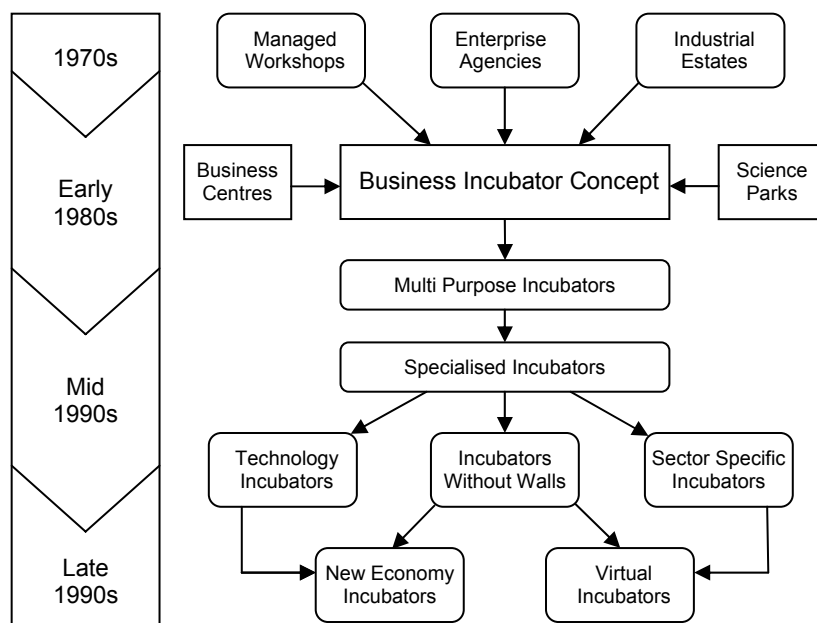 1970s
Managed
Workshops
Enterprise
Agencies
Industrial
Estates
Early
1980s
Business
Centres
Business Incubator Concept
Science
Parks
Multi Purpose Incubators
Mid
1990s
Specialised Incubators
Technology
Incubators
Incubators
Without Walls
Sector Specific
Incubators
Late
1990s
New Economy
Incubators
Virtual
Incubators